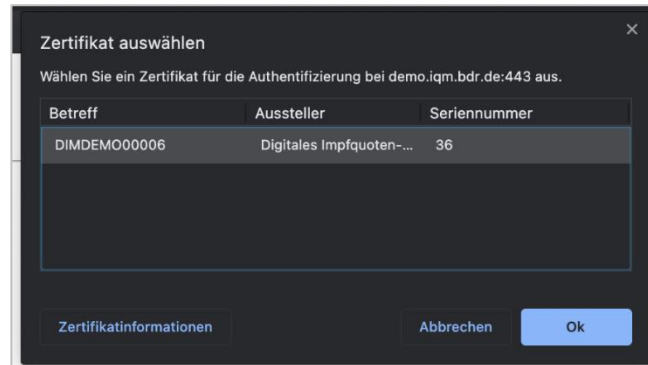 Zertifikat auswählen
Wählen Sie ein Zertifikat für die Authentifizierung bei demo.iqm.bdr.de:443 aus.
Betreff Aussteller Seriennummer
DIMDEMO00006 Digitales Impfquoten-... 36
Zertifikatinformationen Abbrechen Ok